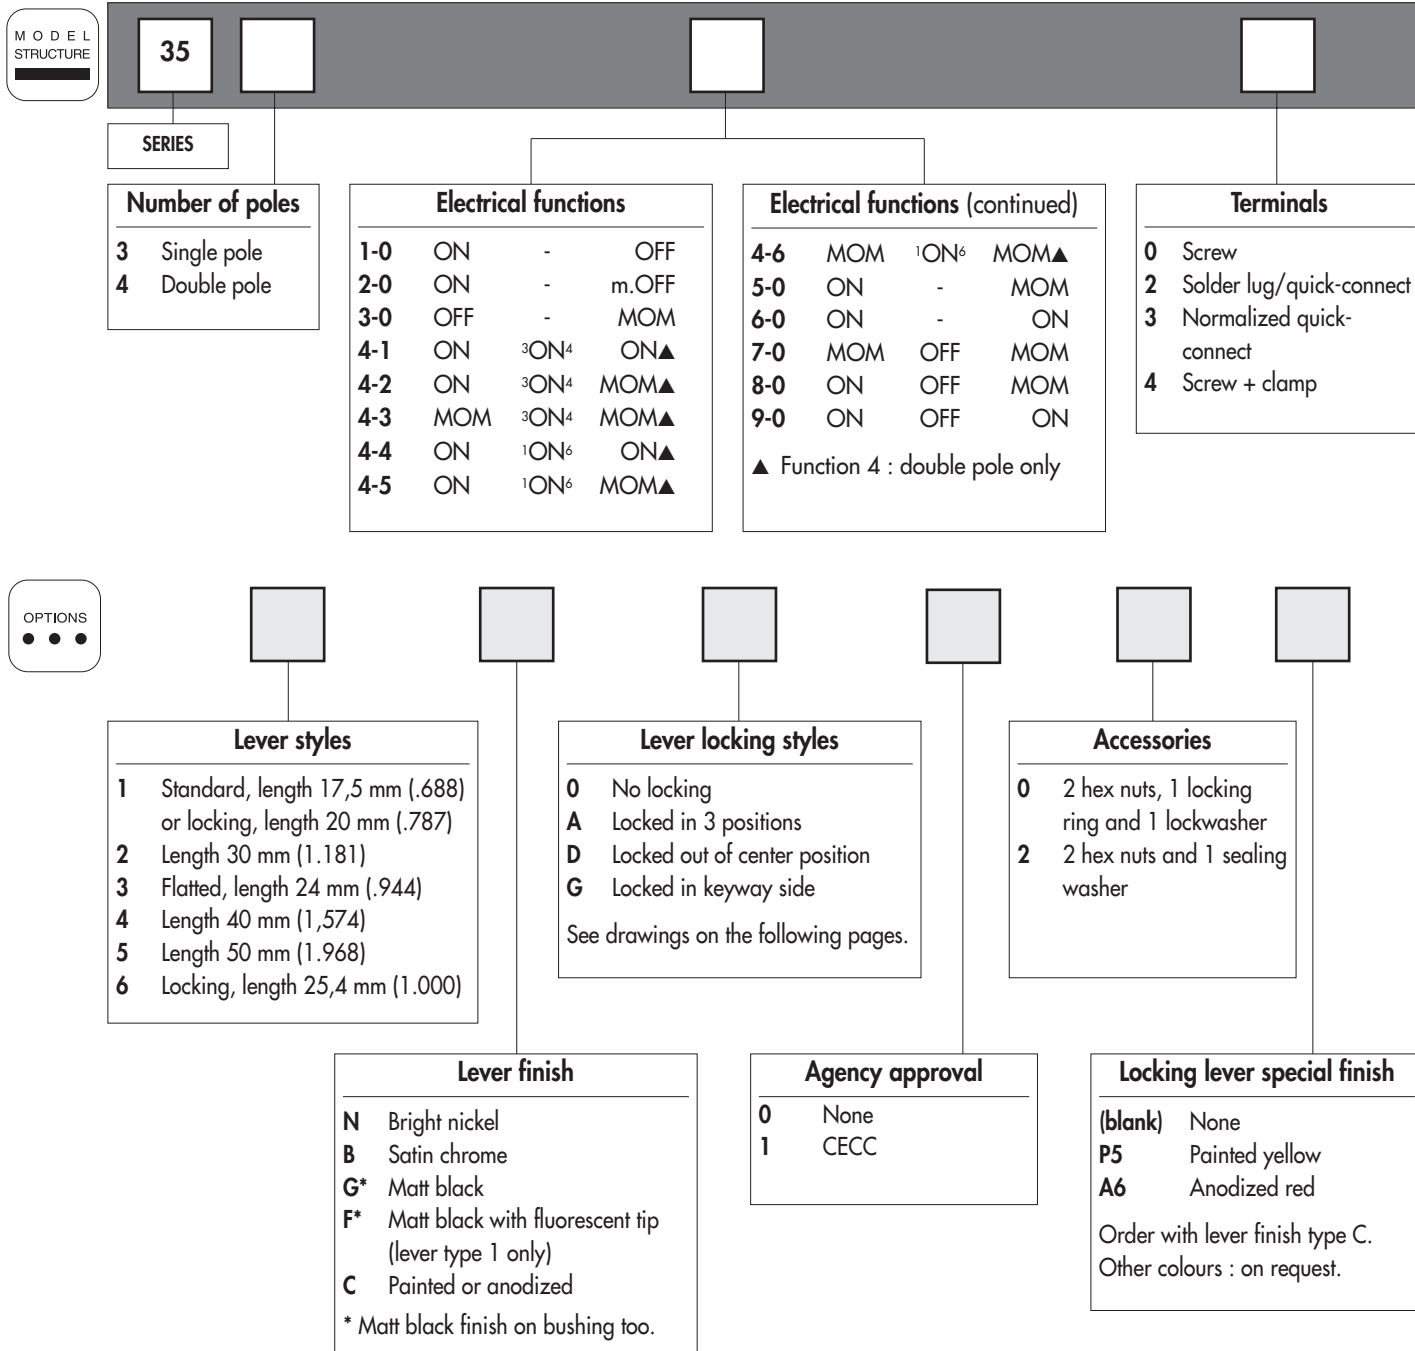 MODEL
STRUCTURE
35
SERIES
Number of poles
3 Single pole
4 Double pole
Electrical functions
1-0 ON - OFF
2-0 ON - m.OFF
3-0 OFF - MOM
4-1 ON ³ON⁴ ON▲
4-2 ON ³ON⁴ MOM▲
4-3 MOM ³ON⁴ MOM▲
4-4 ON ¹ON⁶ ON▲
4-5 ON ¹ON⁶ MOM▲
Electrical functions (continued)
4-6 MOM ¹ON⁶ MOM▲
5-0 ON - MOM
6-0 ON - ON
7-0 MOM OFF MOM
8-0 ON OFF MOM
9-0 ON OFF ON
▲ Function 4 : double pole only
Terminals
0 Screw
2 Solder lug/quick-connect
3 Normalized quick-
connect
4 Screw + clamp
OPTIONS
Lever styles
1 Standard, length 17,5 mm (.688)
or locking, length 20 mm (.787)
2 Length 30 mm (1.181)
3 Flatted, length 24 mm (.944)
4 Length 40 mm (1,574)
5 Length 50 mm (1.968)
6 Locking, length 25,4 mm (1.000)
Lever locking styles
0 No locking
A Locked in 3 positions
D Locked out of center position
G Locked in keyway side
See drawings on the following pages.
Accessories
0 2 hex nuts, 1 locking
ring and 1 lockwasher
2 2 hex nuts and 1 sealing
washer
Lever finish
N Bright nickel
B Satin chrome
G* Matt black
F* Matt black with fluorescent tip
(lever type 1 only)
C Painted or anodized
* Matt black finish on bushing too.
Agency approval
0 None
1 CECC
Locking lever special finish
(blank) None
P5 Painted yellow
A6 Anodized red
Order with lever finish type C.
Other colours : on request.